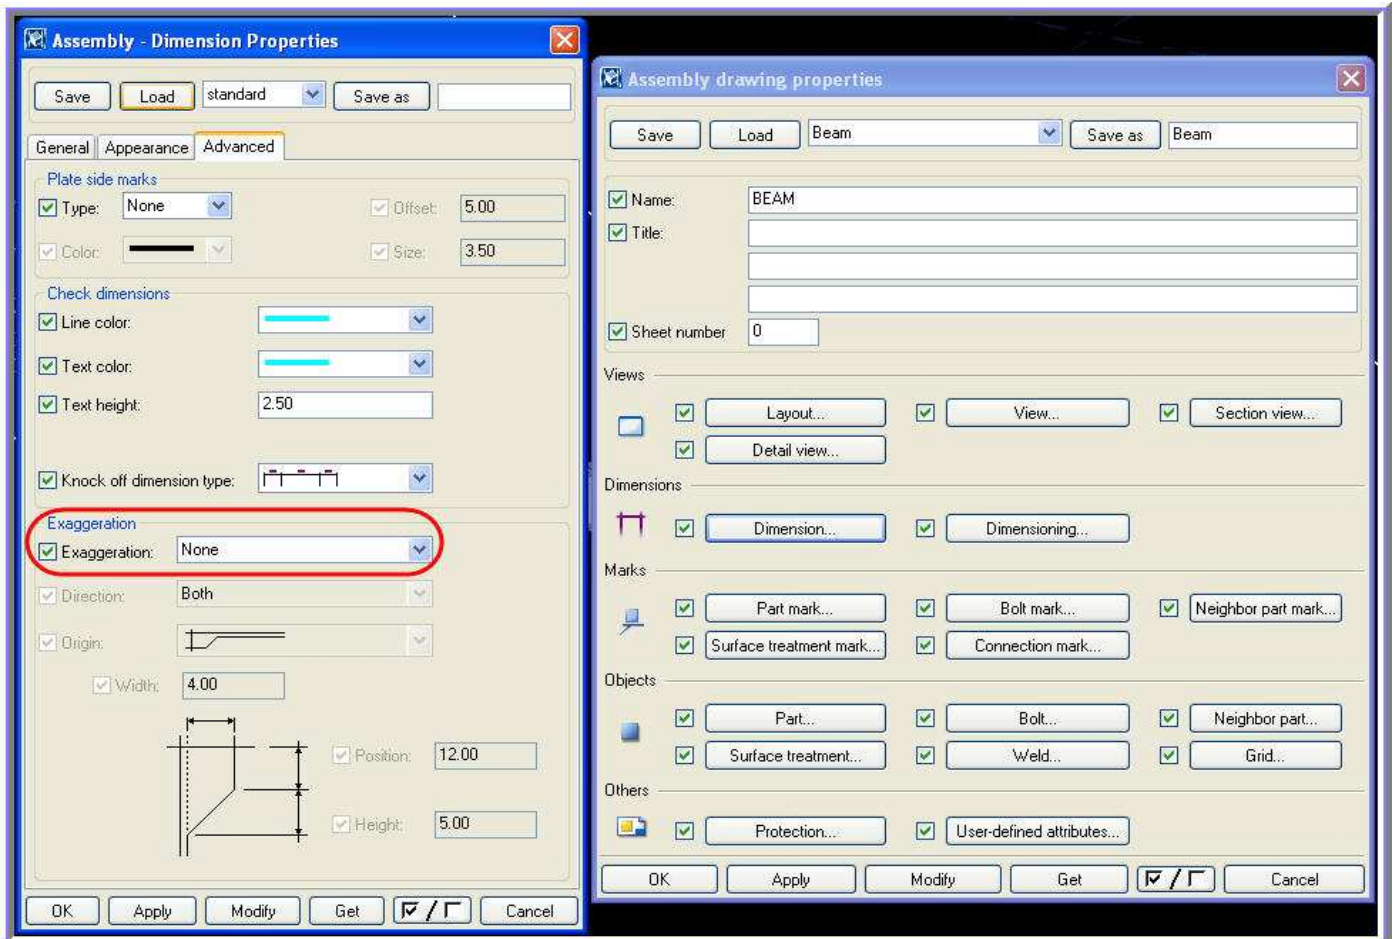 Assembly - Dimension Properties
Save Load standard Save as
General Appearance Advanced
Plate side marks
Type: None Offset: 5.00
Color: Size: 3.50
Check dimensions
Line color:
Text color:
Text height: 2.50
Knock off dimension type:
Exaggeration
Exaggeration: None
Direction: Both
Origin:
Width: 4.00
Position: 12.00
Height: 5.00
OK Apply Modify Get / Cancel
Assembly drawing properties
Save Load Beam Save as Beam
Name: BEAM
Title:
Sheet number 0
Views
Layout... View... Section view...
Detail view...
Dimensions
Dimension... Dimensioning...
Marks
Part mark... Bolt mark... Neighbor part mark...
Surface treatment mark... Connection mark...
Objects
Part... Bolt... Neighbor part...
Surface treatment... Weld... Grid...
Others
Protection... User-defined attributes...
OK Apply Modify Get / Cancel